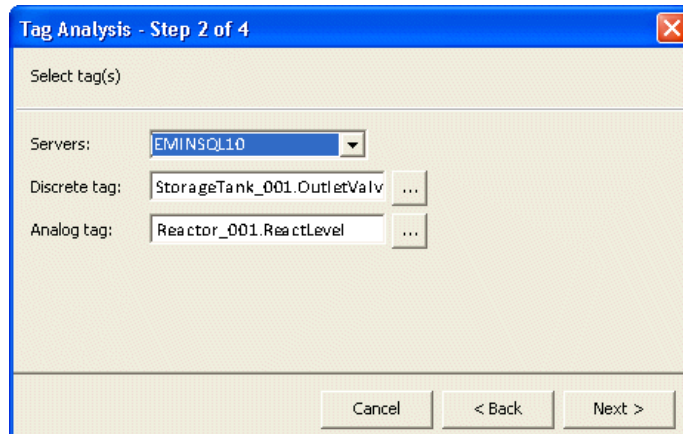 Tag Analysis - Step 2 of 4
Select tag(s)
Servers: EMINSQL10
Discrete tag: StorageTank_001.OutletValv ...
Analog tag: Reactor_001.ReactLevel ...
Cancel < Back Next >